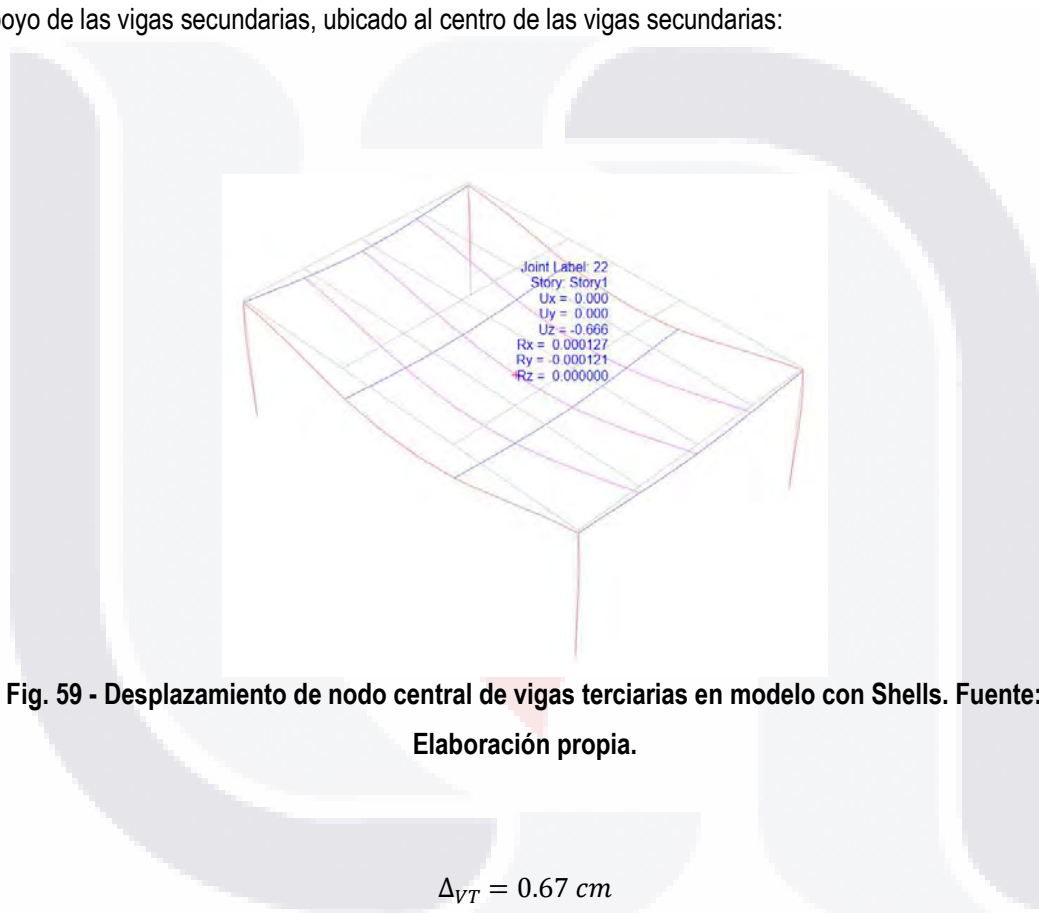 poyo de las vigas secundarias, ubicado al centro de las vigas secundarias:
Joint Label: 22
Story: Story1
Ux = 0.000
Uy = 0.000
Uz = -0.666
Rx = 0.000127
Ry = -0.000121
Rz = 0.000000
Fig. 59 - Desplazamiento de nodo central de vigas terciarias en modelo con Shells. Fuente:
Elaboración propia.
Δ_VT = 0.67 cm